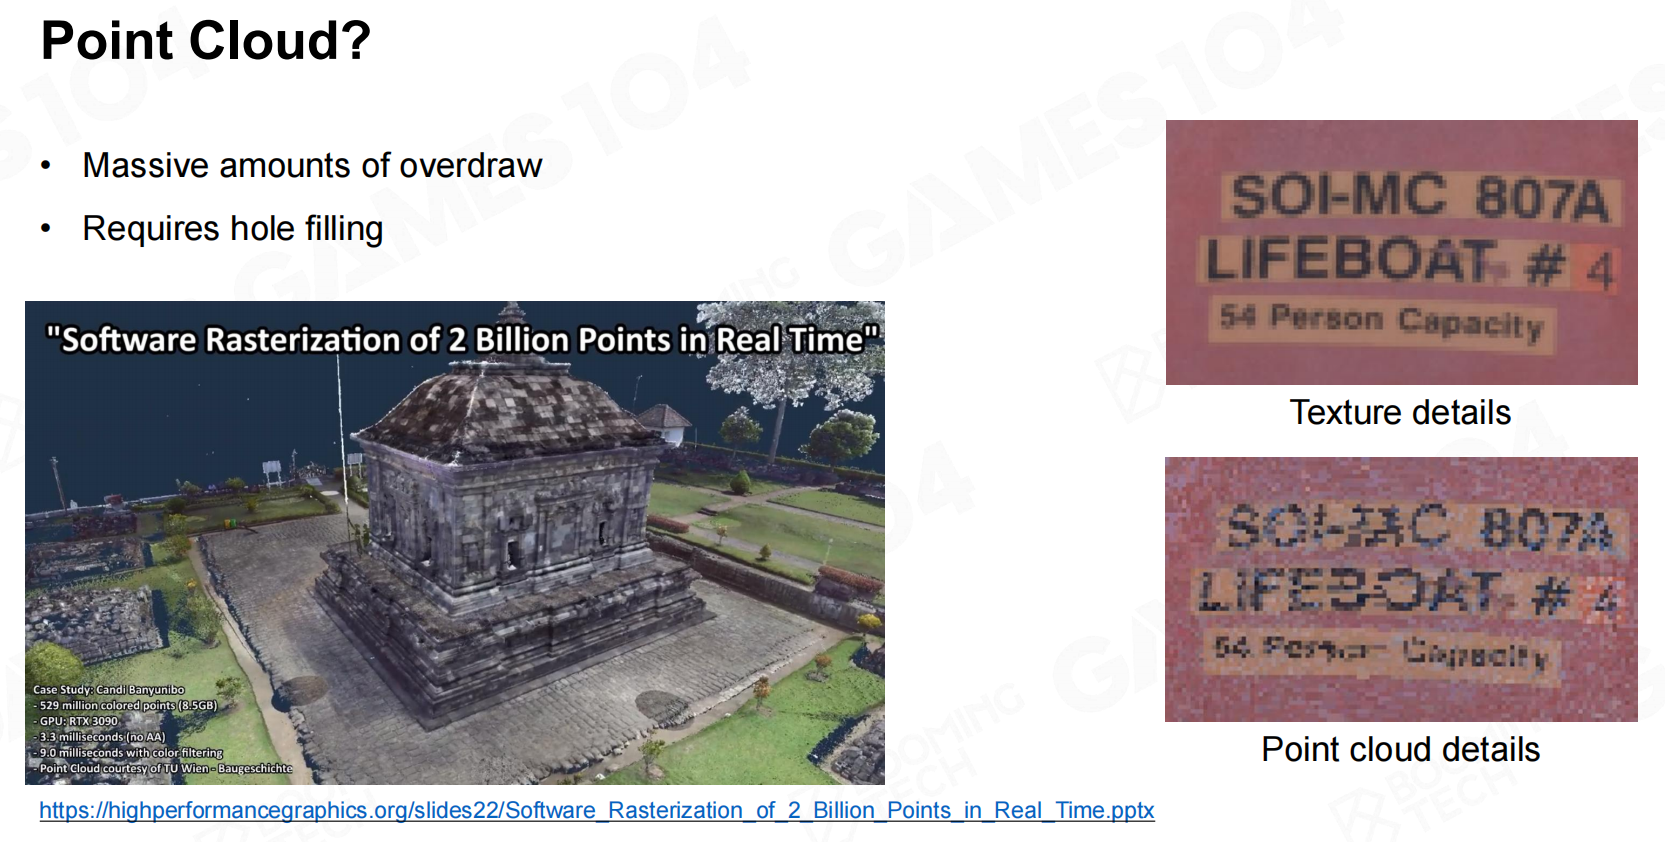 Point Cloud?
• Massive amounts of overdraw
• Requires hole filling
"Software Rasterization of 2 Billion Points in Real Time"
Case Study: Candi Banyunibo
- 529 million colored points (8.5GB)
- GPU: RTX 3090
- 3.3 milliseconds (no AA)
- 9.0 milliseconds with color filtering
- Point Cloud courtesy of TU Wien - Baugeschichte
https://highperformancegraphics.org/slides22/Software_Rasterization_of_2_Billion_Points_in_Real_Time.pptx
SOI-MC 807A
LIFEBOAT # 4
54 Person Capacity
Texture details
SOI-MC 807A
LIFEBOAT # 4
54 Person Capacity
Point cloud details
GAMES104
GAMES104
BOOMING
TECH